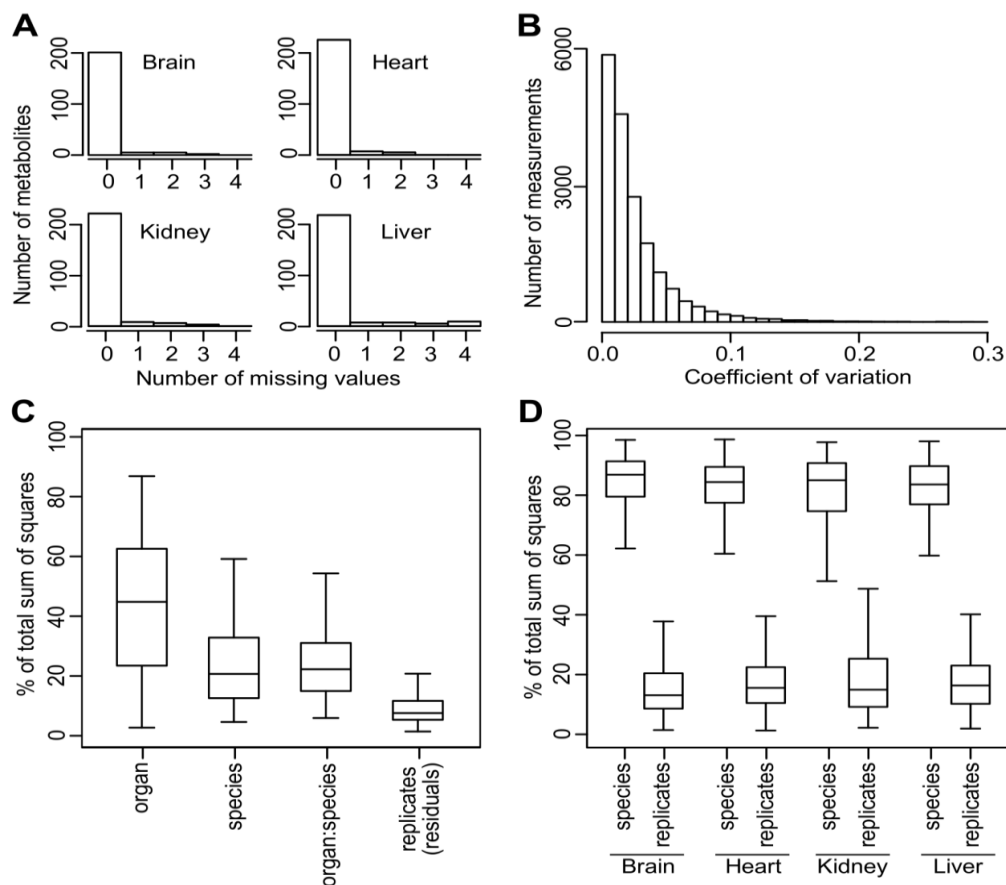 A
Number of metabolites
0 100 200
Brain
0 1 2 3 4
0 100 200
Heart
0 1 2 3 4
0 100 200
Kidney
0 1 2 3 4
0 100 200
Liver
0 1 2 3 4
Number of missing values
B
Number of measurements
0 3000 6000
0.0 0.1 0.2 0.3
Coefficient of variation
C
% of total sum of squares
0 20 40 60 80 100
organ
species
organ:species
replicates
(residuals)
D
% of total sum of squares
0 20 40 60 80 100
species
replicates
species
replicates
species
replicates
species
replicates
Brain Heart Kidney Liver